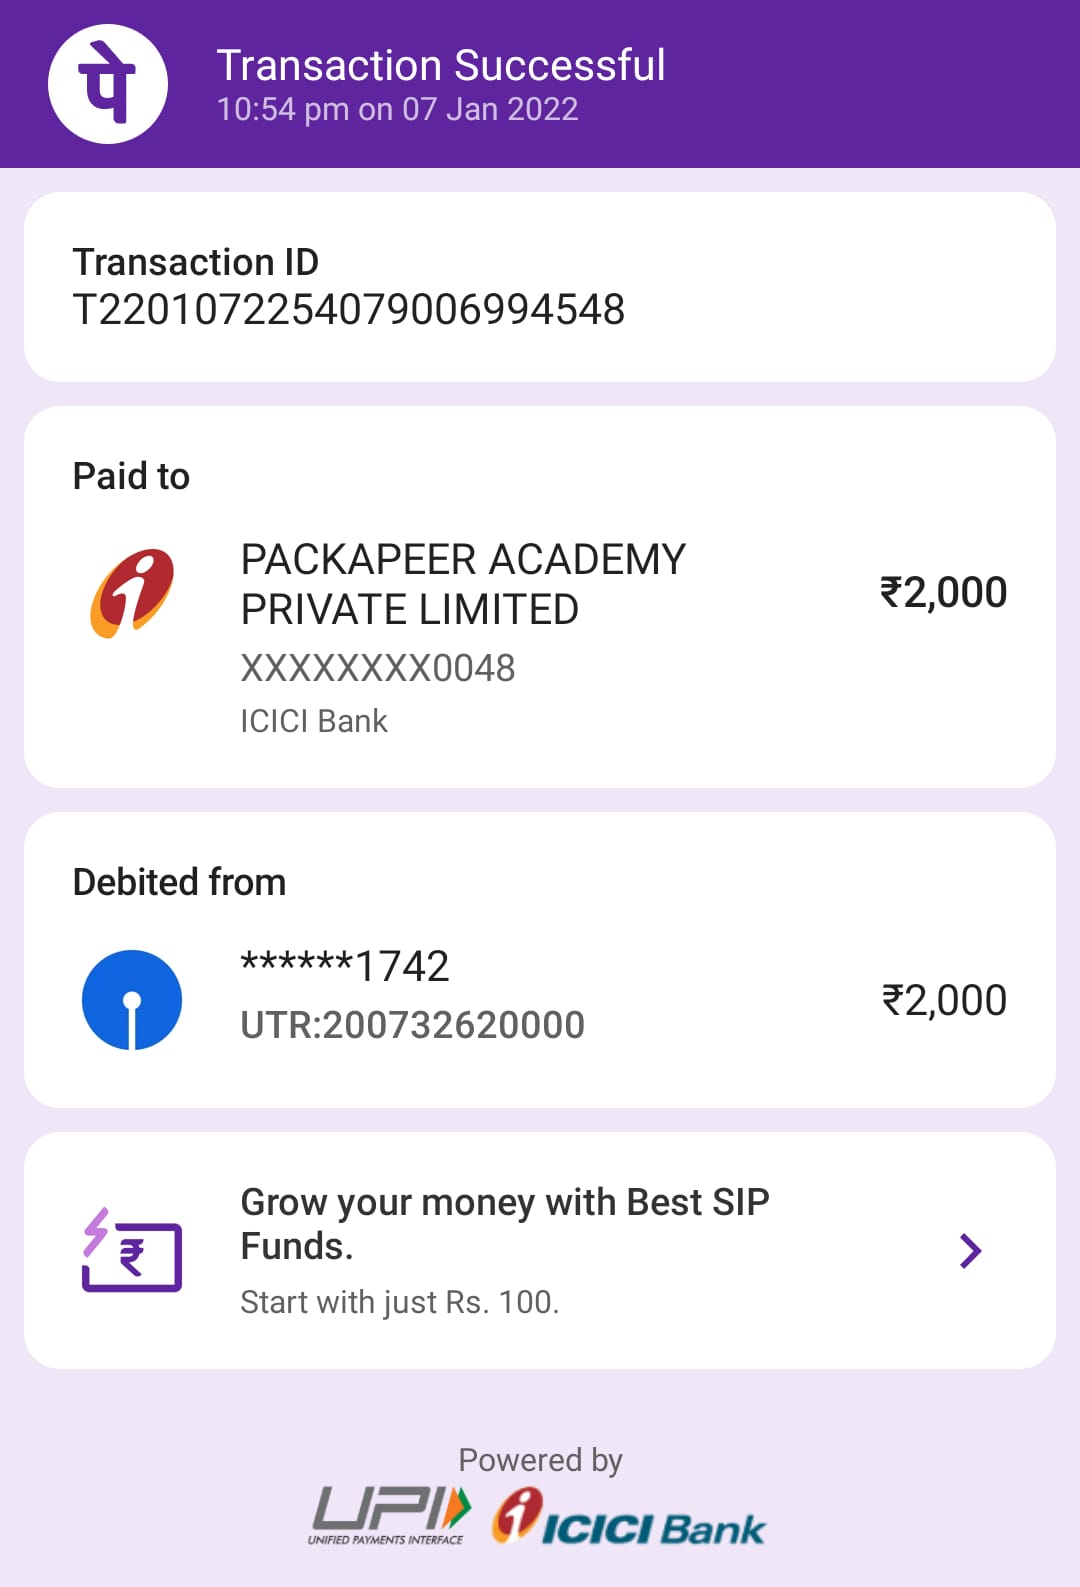 पे
Transaction Successful
10:54 pm on 07 Jan 2022
Transaction ID
T2201072254079006994548
Paid to
PACKAPEER ACADEMY
PRIVATE LIMITED
₹2,000
XXXXXXXX0048
ICICI Bank
Debited from
******1742
₹2,000
UTR:200732620000
Grow your money with Best SIP
Funds.
Start with just Rs. 100.
Powered by
UPI
UNIFIED PAYMENTS INTERFACE
ICICI Bank